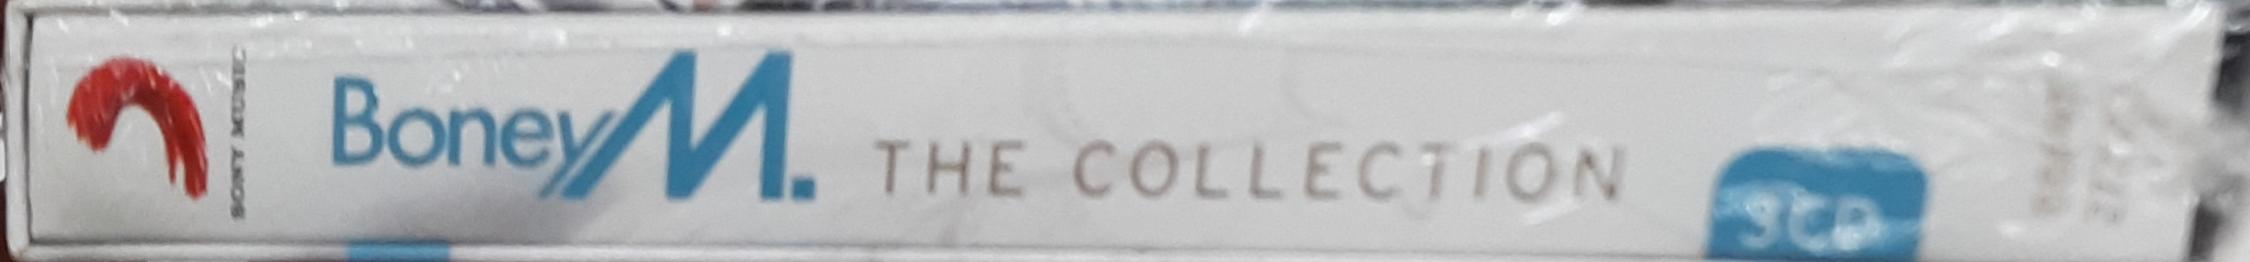 SONY MUSIC
Boney M.
THE COLLECTION
3CD